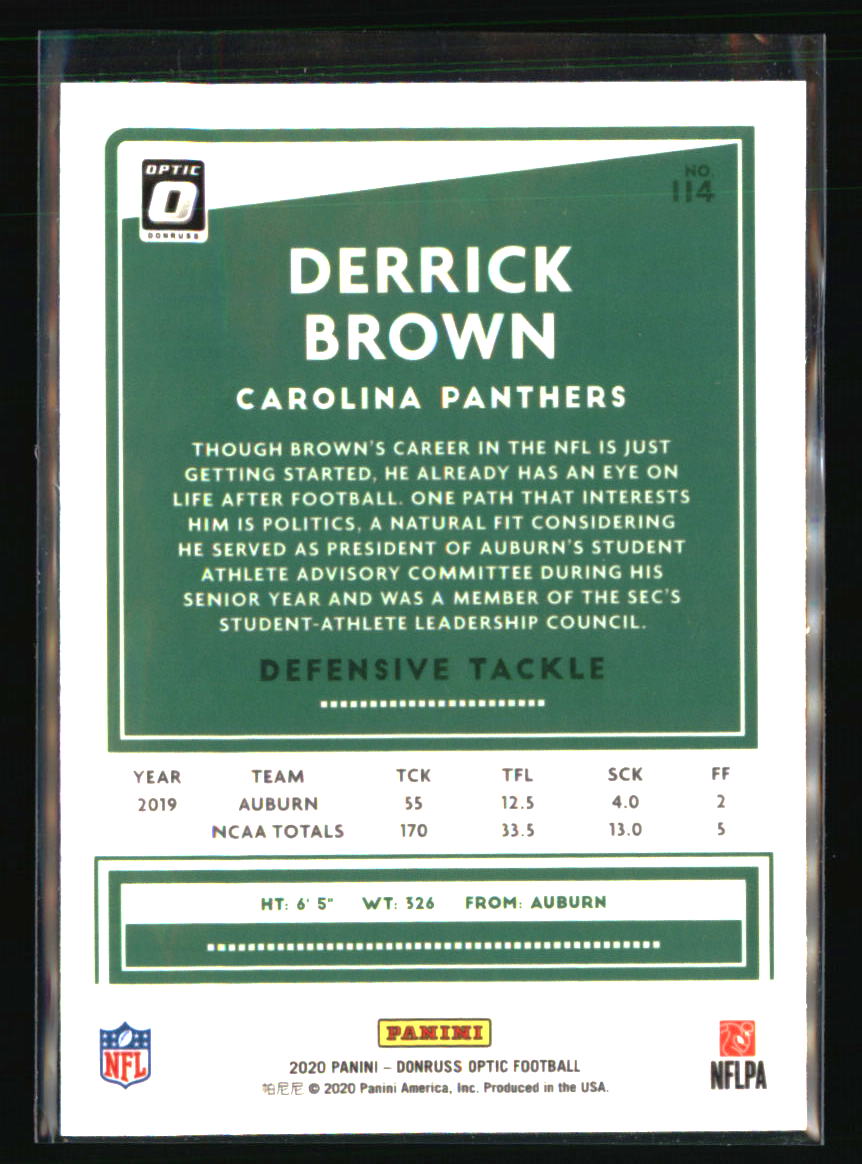 OPTIC
O
DONRUSS
NO.
114
DERRICK
BROWN
CAROLINA PANTHERS
THOUGH BROWN'S CAREER IN THE NFL IS JUST
GETTING STARTED, HE ALREADY HAS AN EYE ON
LIFE AFTER FOOTBALL. ONE PATH THAT INTERESTS
HIM IS POLITICS, A NATURAL FIT CONSIDERING
HE SERVED AS PRESIDENT OF AUBURN'S STUDENT
ATHLETE ADVISORY COMMITTEE DURING HIS
SENIOR YEAR AND WAS A MEMBER OF THE SEC'S
STUDENT-ATHLETE LEADERSHIP COUNCIL.
DEFENSIVE TACKLE
YEAR TEAM TCK TFL SCK FF
2019 AUBURN 55 12.5 4.0 2
NCAA TOTALS 170 33.5 13.0 5
HT: 6' 5" WT: 326 FROM: AUBURN
NFL
PANINI
2020 PANINI – DONRUSS OPTIC FOOTBALL
帕尼尼 © 2020 Panini America, Inc. Produced in the USA.
NFLPA